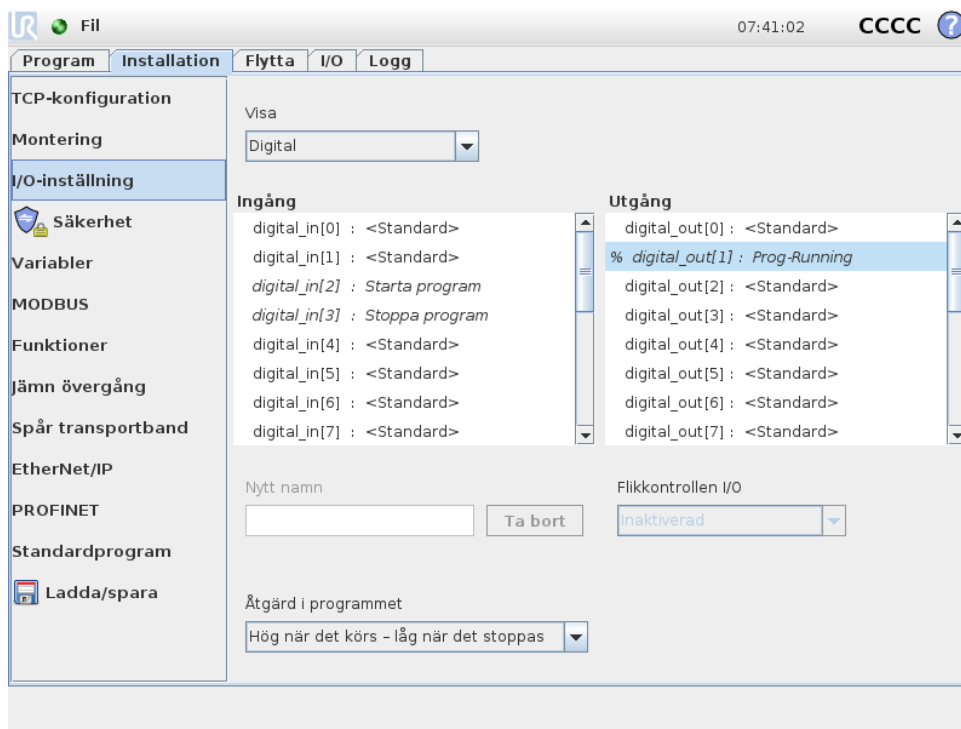 UR Fil 07:41:02 CCCC ?
Program Installation Flytta I/O Logg
TCP-konfiguration
Montering
I/O-inställning
Säkerhet
Variabler
MODBUS
Funktioner
Jämn övergång
Spår transportband
EtherNet/IP
PROFINET
Standardprogram
Ladda/spara
Visa
Digital
Ingång
digital_in[0] : <Standard>
digital_in[1] : <Standard>
digital_in[2] : Starta program
digital_in[3] : Stoppa program
digital_in[4] : <Standard>
digital_in[5] : <Standard>
digital_in[6] : <Standard>
digital_in[7] : <Standard>
Utgång
digital_out[0] : <Standard>
% digital_out[1] : Prog-Running
digital_out[2] : <Standard>
digital_out[3] : <Standard>
digital_out[4] : <Standard>
digital_out[5] : <Standard>
digital_out[6] : <Standard>
digital_out[7] : <Standard>
Nytt namn
Ta bort
Flikkontrollen I/O
Inaktiverad
Åtgärd i programmet
Hög när det körs – låg när det stoppas